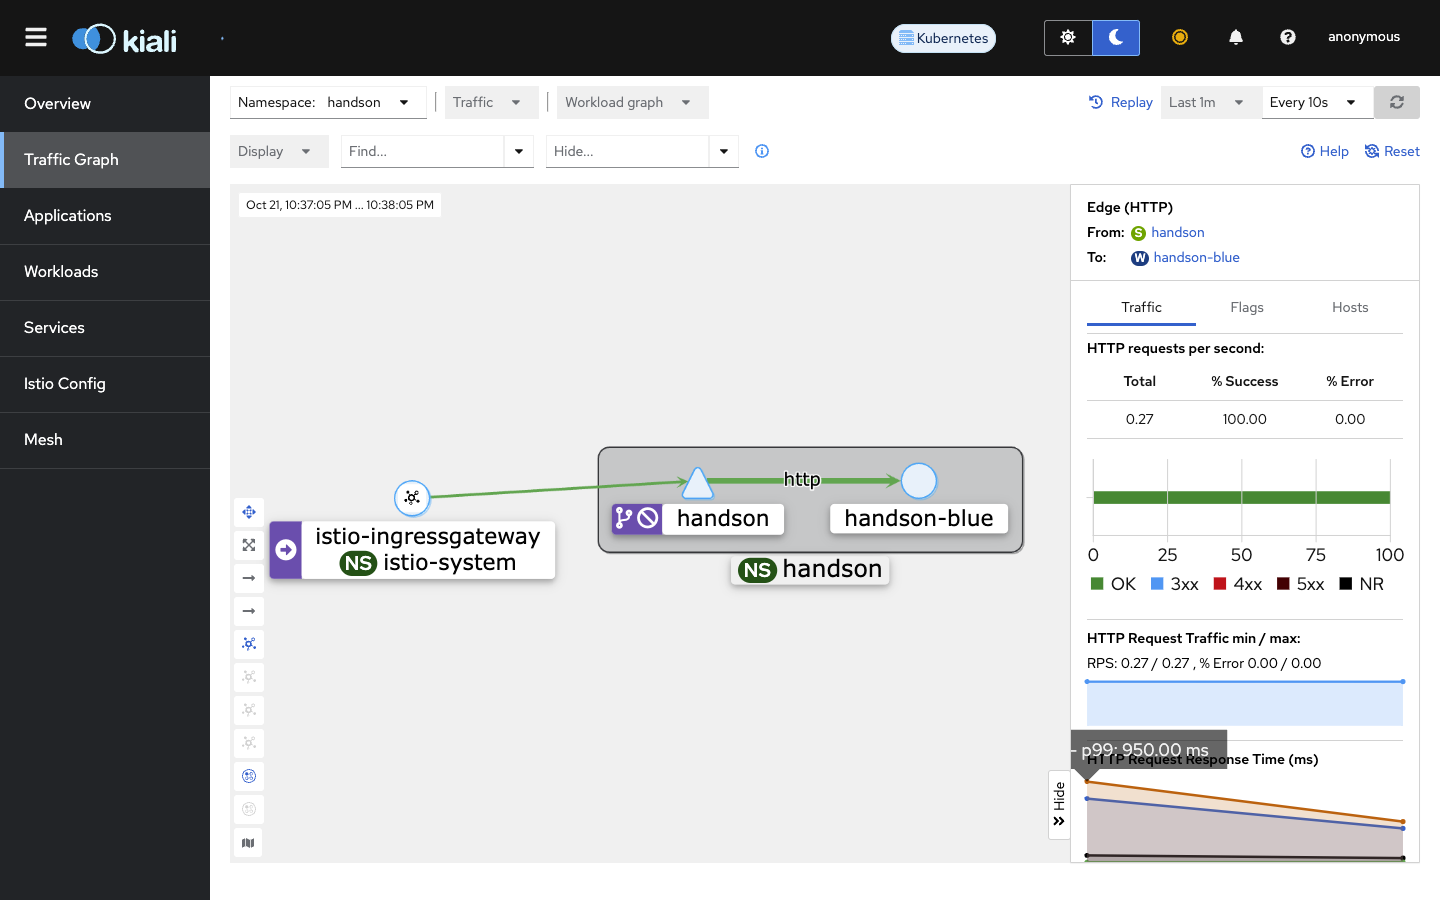 kiali
Kubernetes
anonymous
Overview
Traffic Graph
Applications
Workloads
Services
Istio Config
Mesh
Namespace: handson
Traffic
Workload graph
Replay
Last 1m
Every 10s
Display
Find...
Hide...
Help
Reset
Oct 21, 10:37:05 PM ... 10:38:05 PM
istio-ingressgateway
NS istio-system
http
handson
handson-blue
NS handson
Hide
Edge (HTTP)
From: S handson
To: W handson-blue
Traffic Flags Hosts
HTTP requests per second:
Total % Success % Error
0.27 100.00 0.00
0 25 50 75 100
OK 3xx 4xx 5xx NR
HTTP Request Traffic min / max:
RPS: 0.27 / 0.27 , % Error 0.00 / 0.00
- p99: 950.00 ms
HTTP Request Response Time (ms)